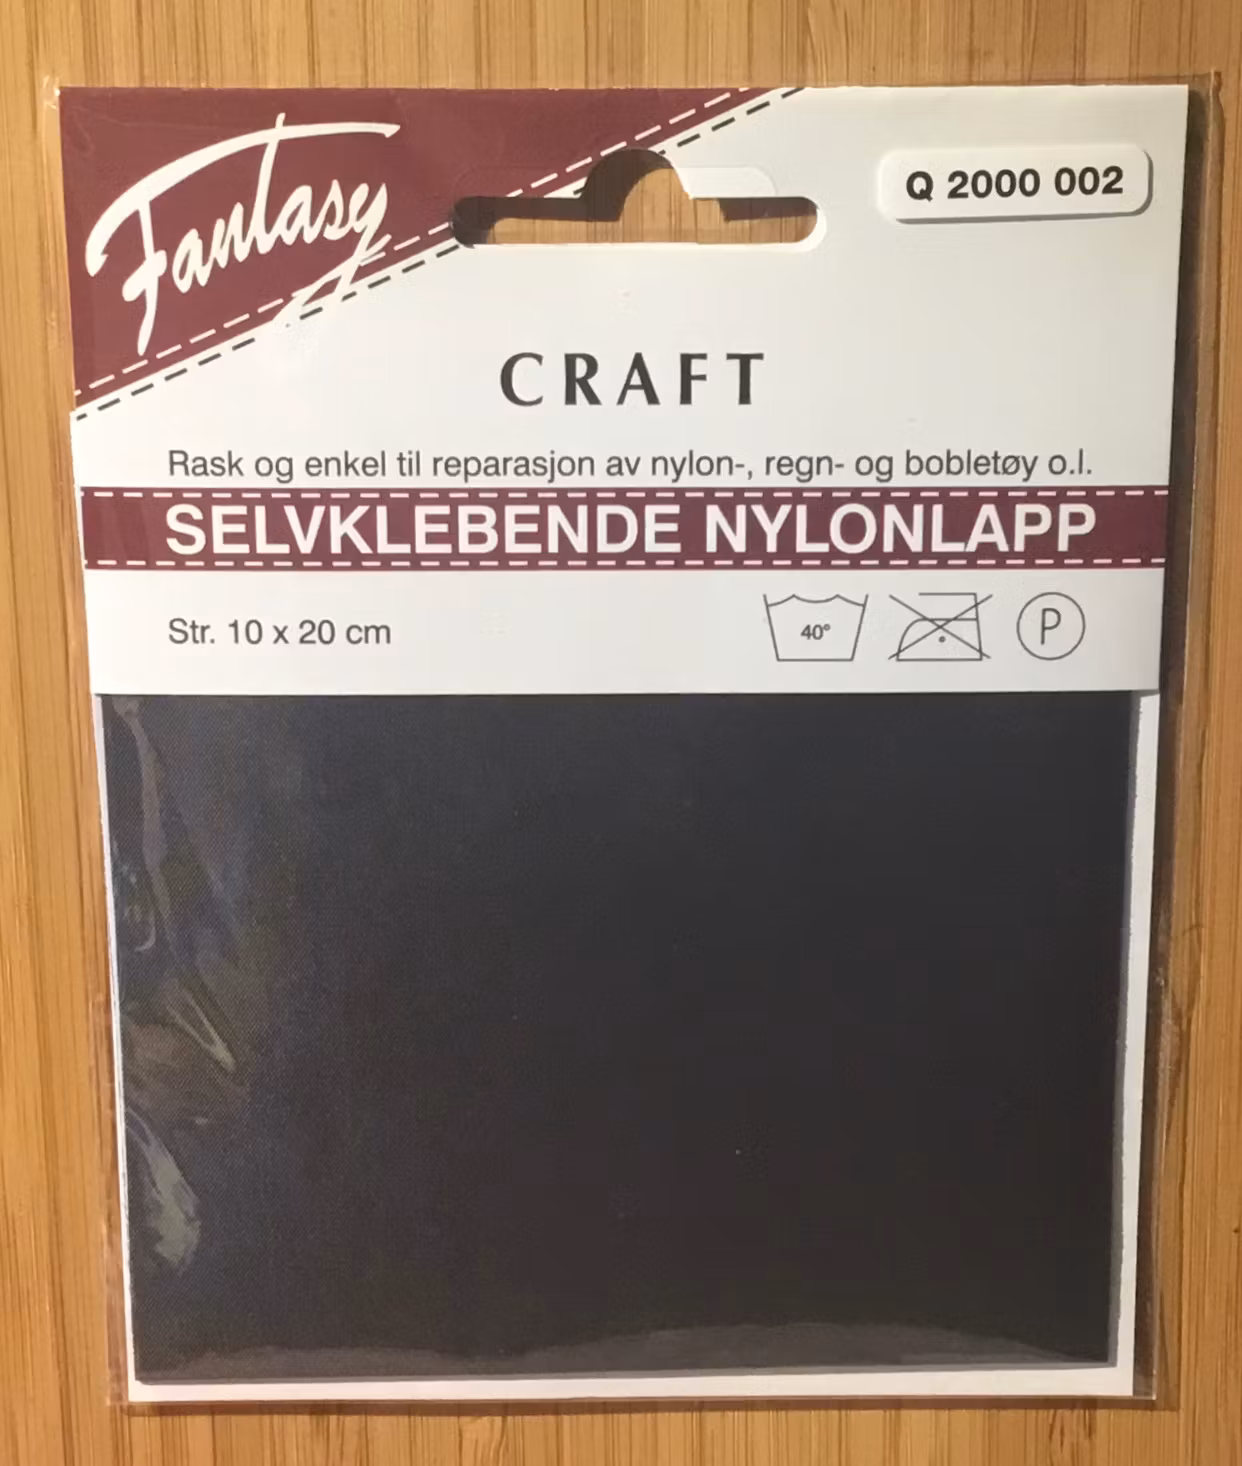 Fantasy
Q 2000 002
CRAFT
Rask og enkel til reparasjon av nylon-, regn- og bobletøy o.l.
SELVKLEBENDE NYLONLAPP
Str. 10 x 20 cm
40°
P